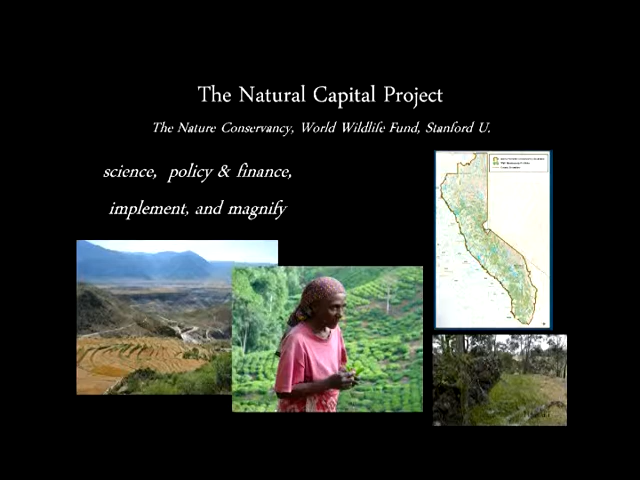 The Natural Capital Project
The Nature Conservancy, World Wildlife Fund, Stanford U.
science, policy & finance,
implement, and magnify